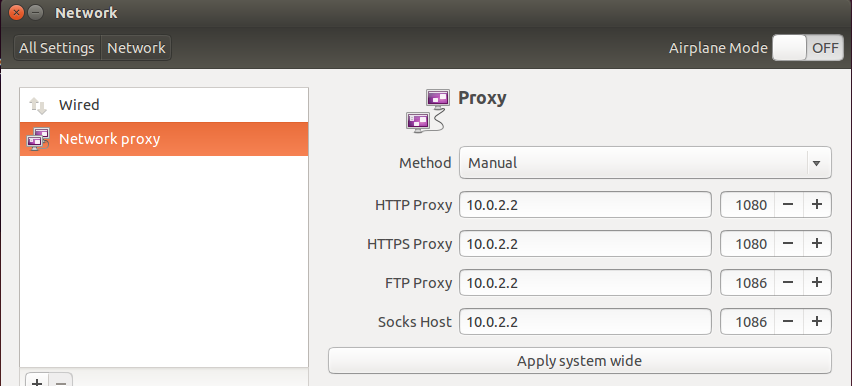 Network
All Settings Network Airplane Mode OFF
Wired
Network proxy
Proxy
Method Manual
HTTP Proxy 10.0.2.2 1080 − +
HTTPS Proxy 10.0.2.2 1080 − +
FTP Proxy 10.0.2.2 1086 − +
Socks Host 10.0.2.2 1086 − +
Apply system wide
+ −